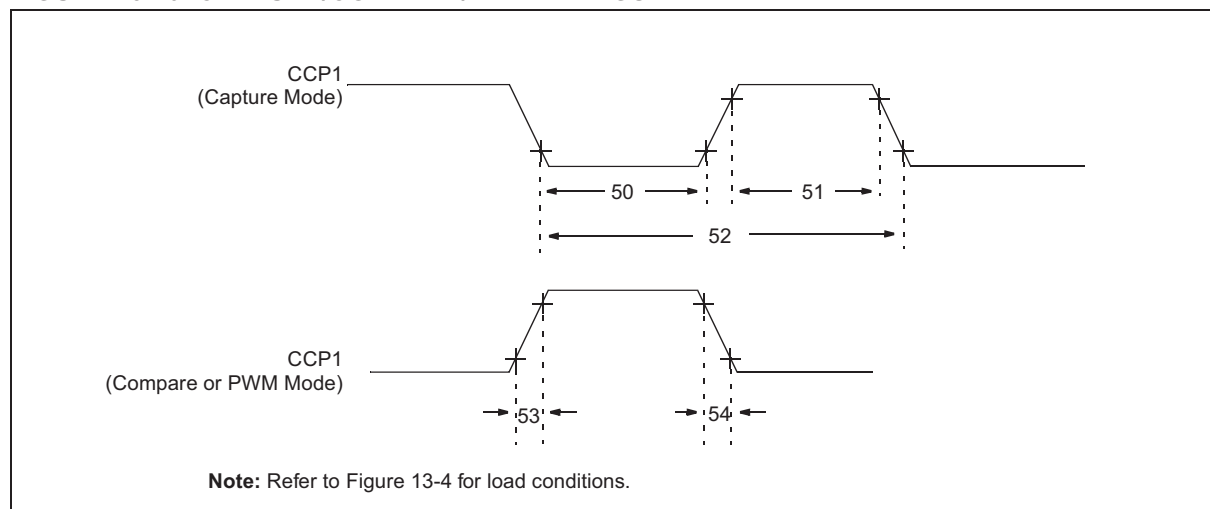 CCP1
(Capture Mode)
50
51
52
CCP1
(Compare or PWM Mode)
53
54
Note: Refer to Figure 13-4 for load conditions.